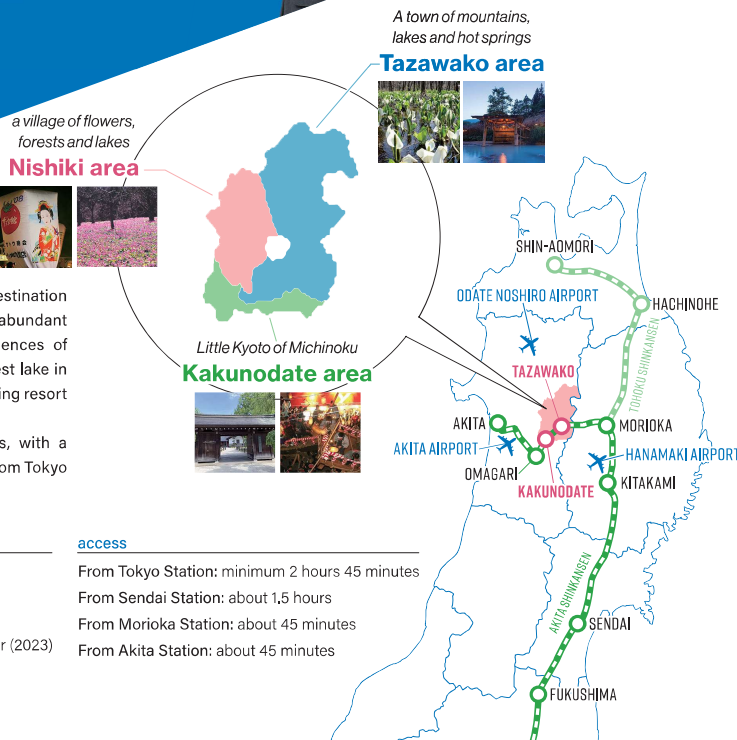 A town of mountains,
lakes and hot springs
Tazawako area
a village of flowers,
forests and lakes
Nishiki area
estination
abundant
ences of
est lake in
ing resort
s, with a
om Tokyo
Little Kyoto of Michinoku
Kakunodate area
SHIN-AOMORI
ODATE NOSHIRO AIRPORT
HACHINOHE
TOHOKU SHINKANSEN
TAZAWAKO
AKITA
MORIOKA
AKITA AIRPORT
HANAMAKI AIRPORT
OMAGARI
KITAKAMI
KAKUNODATE
AKITA SHINKANSEN
SENDAI
FUKUSHIMA
access
From Tokyo Station: minimum 2 hours 45 minutes
From Sendai Station: about 1.5 hours
From Morioka Station: about 45 minutes
From Akita Station: about 45 minutes
r (2023)